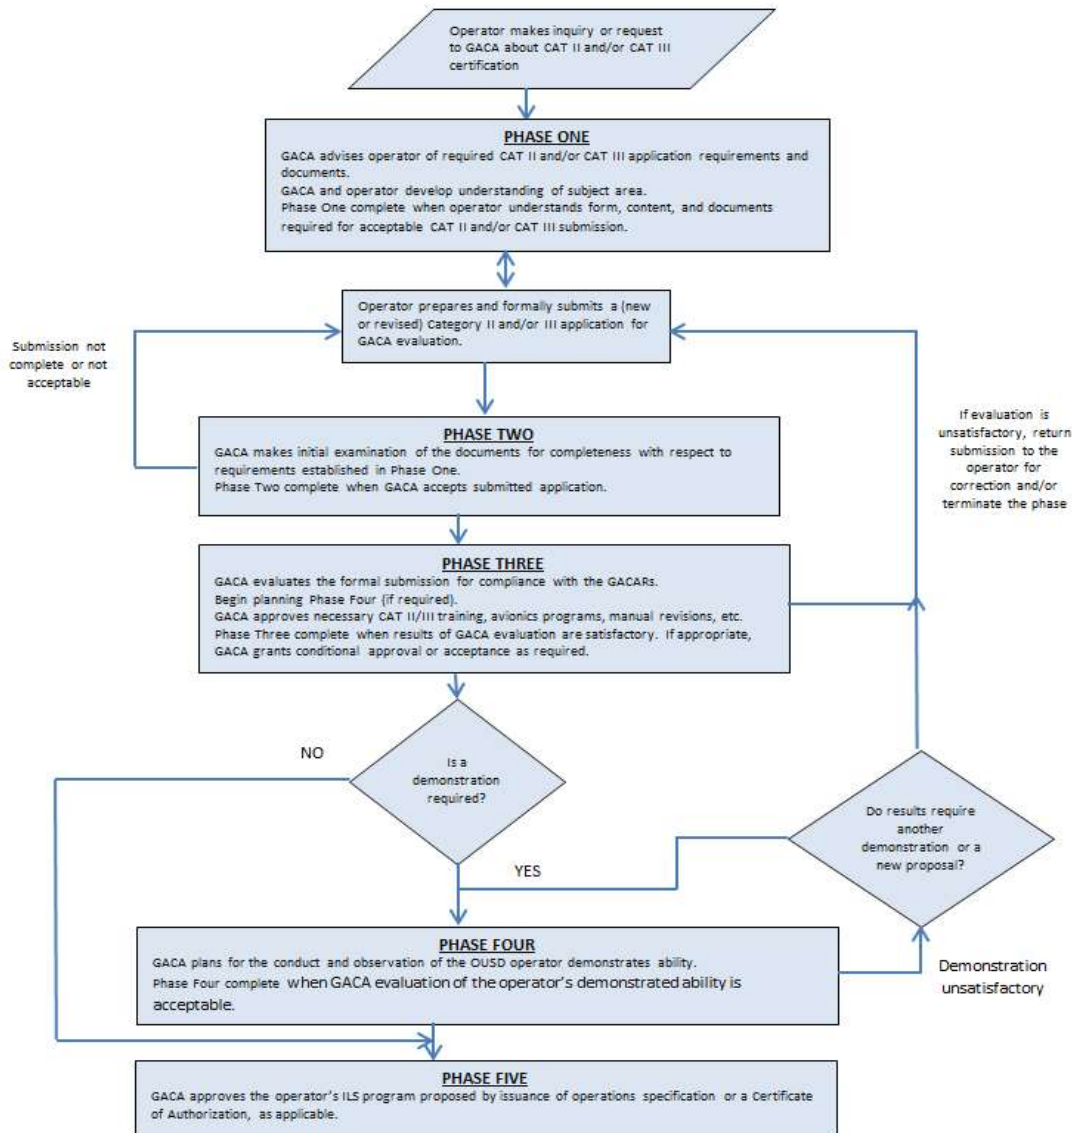 Operator makes inquiry or request
to GACA about CAT II and/or CAT III
certification
PHASE ONE
GACA advises operator of required CAT II and/or CAT III application requirements and
documents.
GACA and operator develop understanding of subject area.
Phase One complete when operator understands form, content, and documents
required for acceptable CAT II and/or CAT III submission.
Operator prepares and formally submits a (new
or revised) Category II and/or III application for
GACA evaluation.
Submission not
complete or not
acceptable
PHASE TWO
GACA makes initial examination of the documents for completeness with respect to
requirements established in Phase One.
Phase Two complete when GACA accepts submitted application.
If evaluation is
unsatisfactory, return
submission to the
operator for
correction and/or
terminate the phase
PHASE THREE
GACA evaluates the formal submission for compliance with the GACARs.
Begin planning Phase Four (if required).
GACA approves necessary CAT II/III training, avionics programs, manual revisions, etc.
Phase Three complete when results of GACA evaluation are satisfactory. If appropriate,
GACA grants conditional approval or acceptance as required.
NO
Is a
demonstration
required?
YES
Do results require
another
demonstration or a
new proposal?
PHASE FOUR
GACA plans for the conduct and observation of the OUSD operator demonstrates ability.
Phase Four complete when GACA evaluation of the operator's demonstrated ability is
acceptable.
Demonstration
unsatisfactory
PHASE FIVE
GACA approves the operator's ILS program proposed by issuance of operations specification or a Certificate
of Authorization, as applicable.